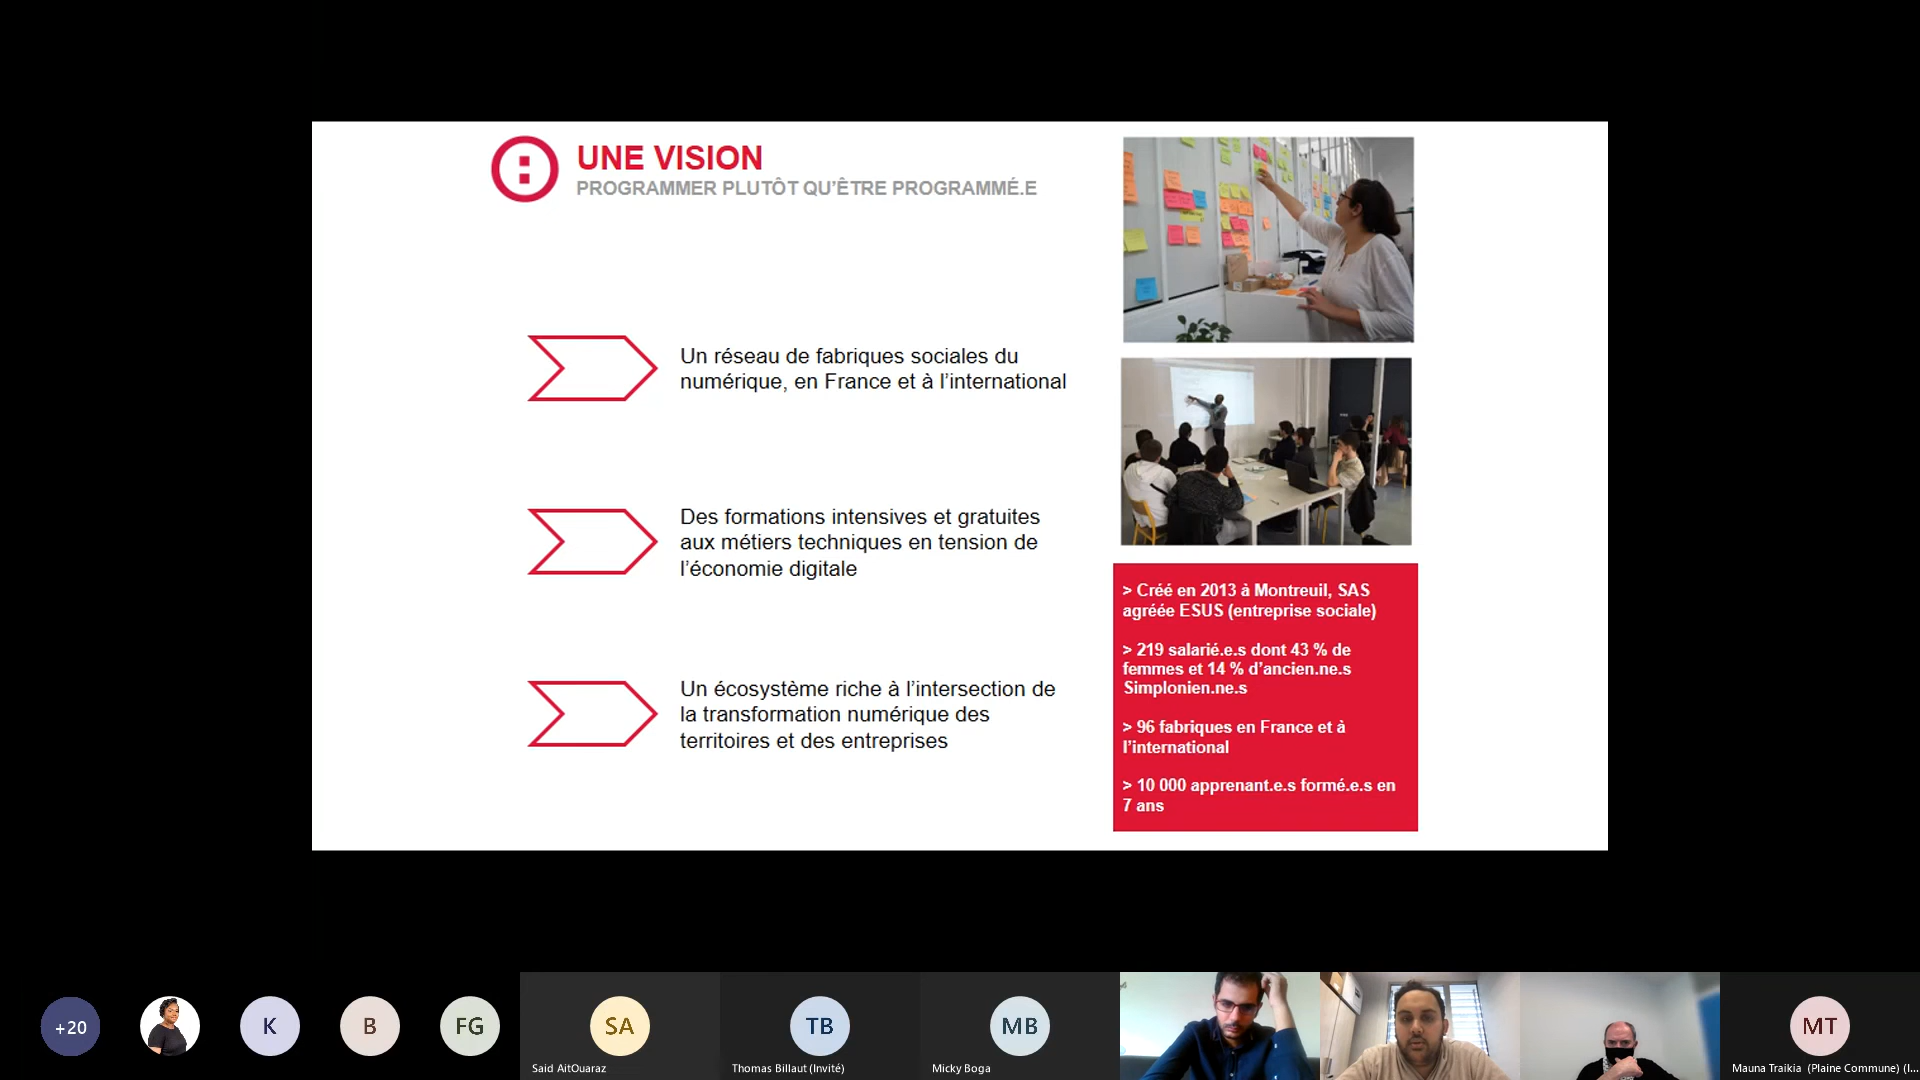 UNE VISION
PROGRAMMER PLUTÔT QU'ÊTRE PROGRAMMÉ.E
Un réseau de fabriques sociales du
numérique, en France et à l'international
Des formations intensives et gratuites
aux métiers techniques en tension de
l'économie digitale
Un écosystème riche à l'intersection de
la transformation numérique des
territoires et des entreprises
> Créé en 2013 à Montreuil, SAS
agréée ESUS (entreprise sociale)
> 219 salarié.e.s dont 43 % de
femmes et 14 % d'ancien.ne.s
Simplonien.ne.s
> 96 fabriques en France et à
l'international
> 10 000 apprenant.e.s formé.e.s en
7 ans
+20
K
B
FG
SA
Said AitOuaraz
TB
Thomas Billaut (Invité)
MB
Micky Boga
MT
Mauna Traikia (Plaine Commune) (I...